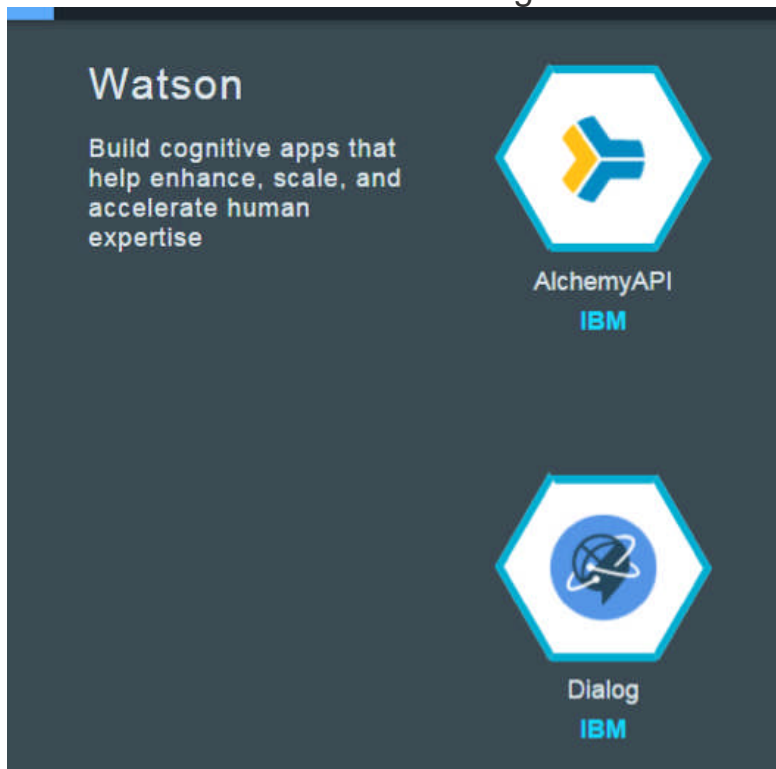 Watson
Build cognitive apps that
help enhance, scale, and
accelerate human
expertise
AlchemyAPI
IBM
Dialog
IBM